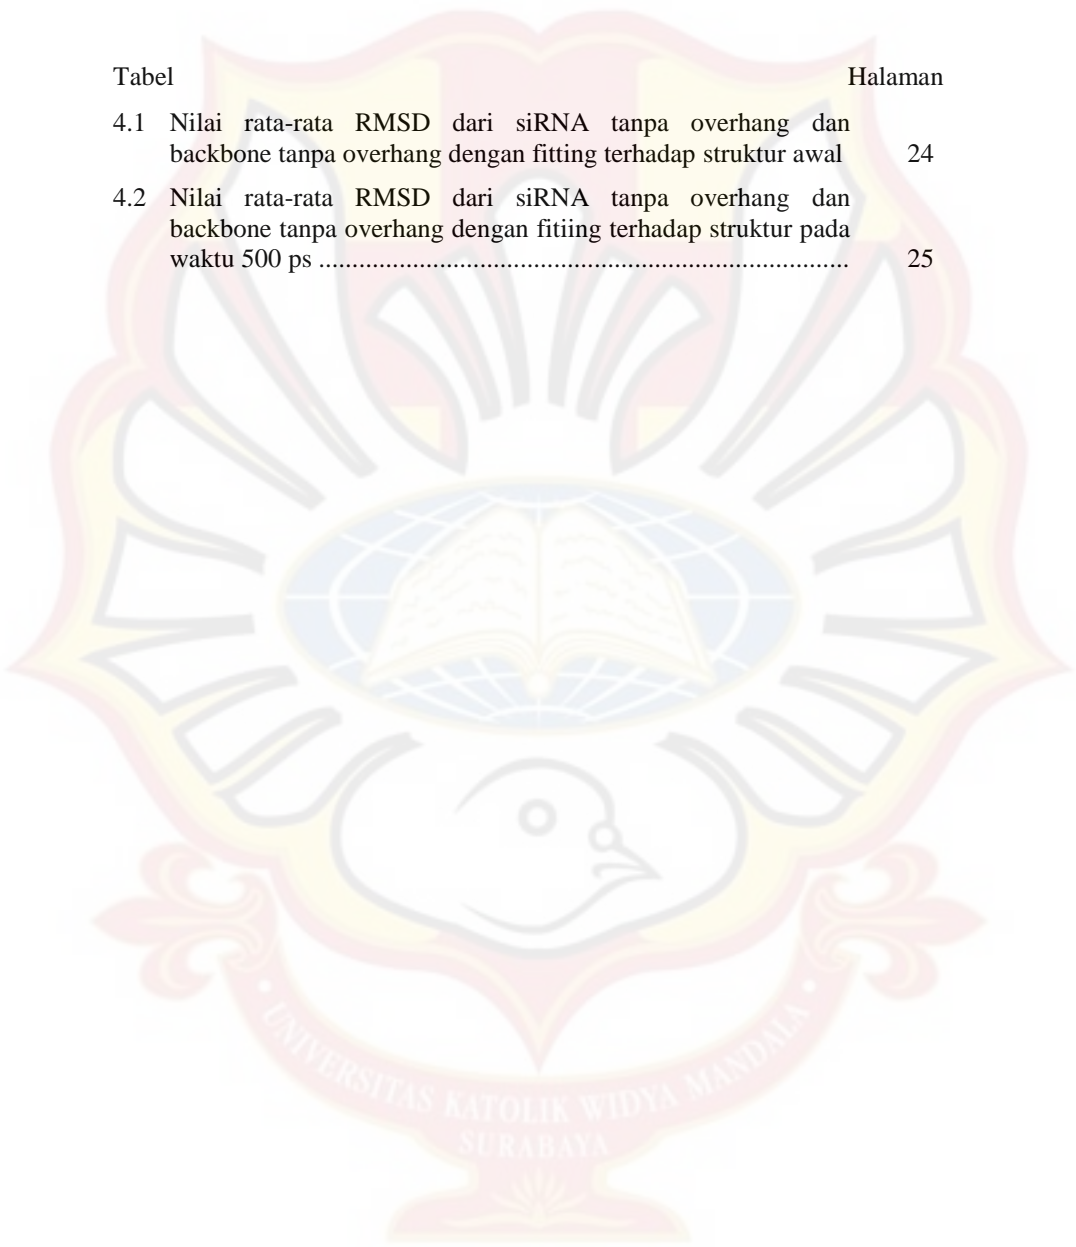 Tabel Halaman
4.1 Nilai rata-rata RMSD dari siRNA tanpa overhang dan
backbone tanpa overhang dengan fitting terhadap struktur awal 24
4.2 Nilai rata-rata RMSD dari siRNA tanpa overhang dan
backbone tanpa overhang dengan fitiing terhadap struktur pada
waktu 500 ps ............................................................................... 25
UNIVERSITAS KATOLIK WIDYA MANDALA
SURABAYA